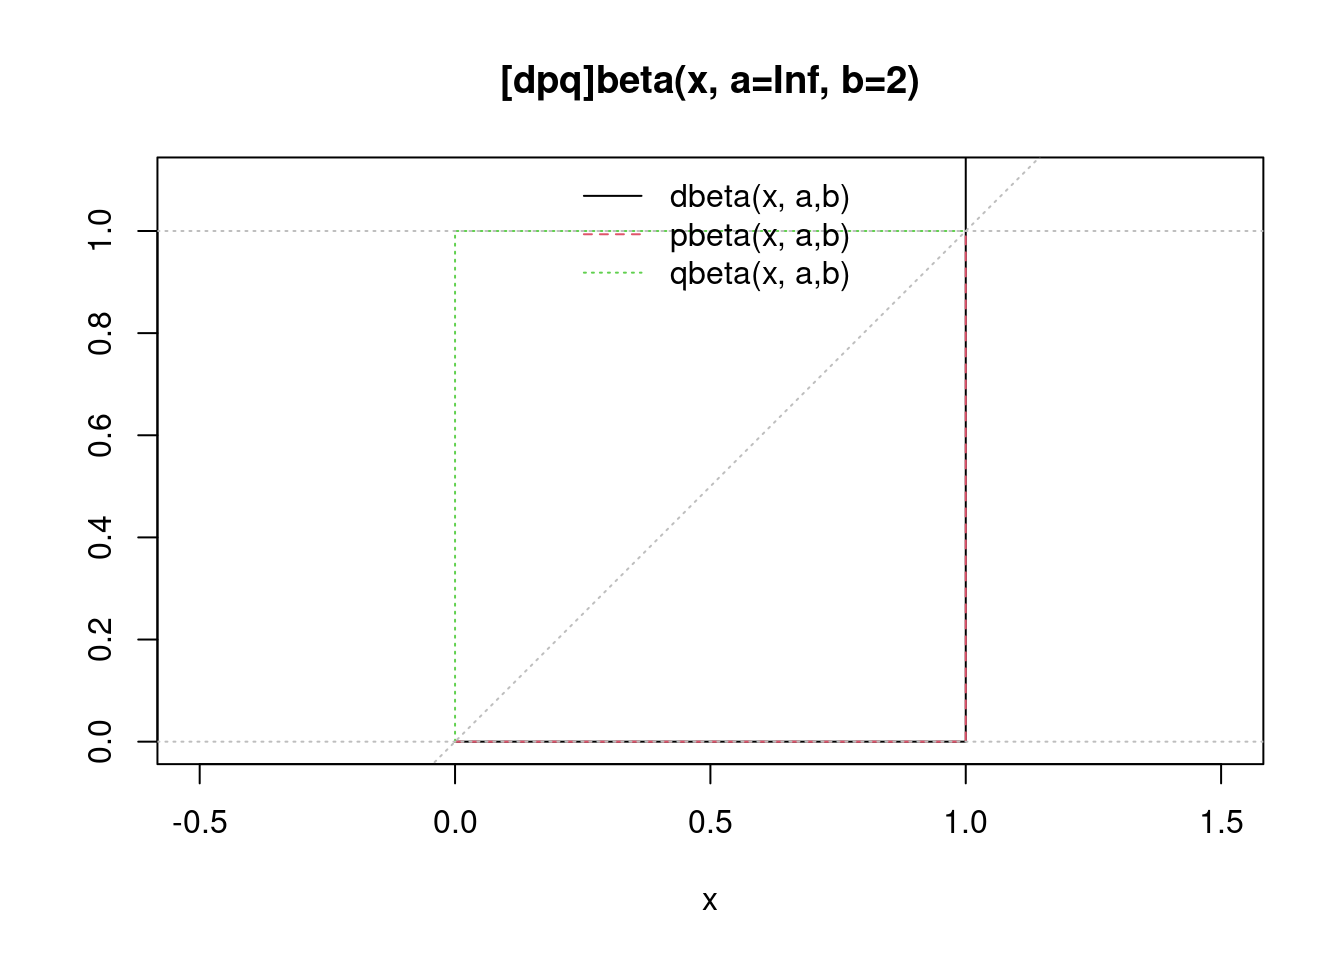 [dpq]beta(x, a=Inf, b=2)
dbeta(x, a,b)
pbeta(x, a,b)
qbeta(x, a,b)
1.0
0.8
0.6
0.4
0.2
0.0
-0.5 0.0 0.5 1.0 1.5
x